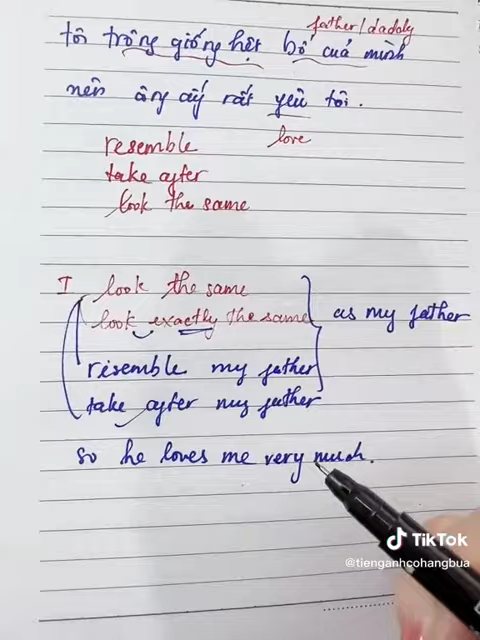 father/daddy
tôi trông giống hệt bố của mình
nên ông ấy rất yêu tôi.
love
resemble
take after
look the same
I look the same
look exactly the same
as my father
resemble my father
take after my father
so he loves me very much.
TikTok
@tienganhcohangbua